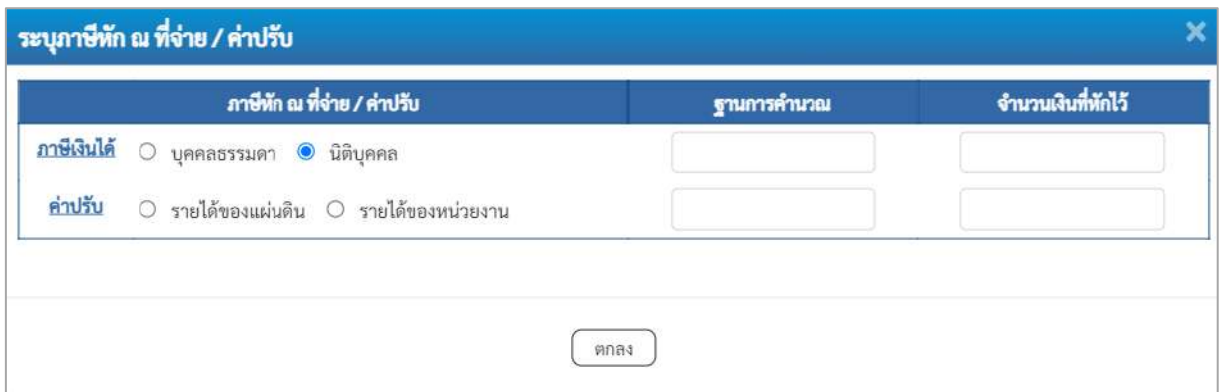 ระบุภาษีหัก ณ ที่จ่าย / ค่าปรับ
ภาษีหัก ณ ที่จ่าย / ค่าปรับ ฐานการคำนวณ จำนวนเงินที่หักไว้
ภาษีเงินได้ บุคคลธรรมดา นิติบุคคล
ค่าปรับ รายได้ของแผ่นดิน รายได้ของหน่วยงาน
ตกลง